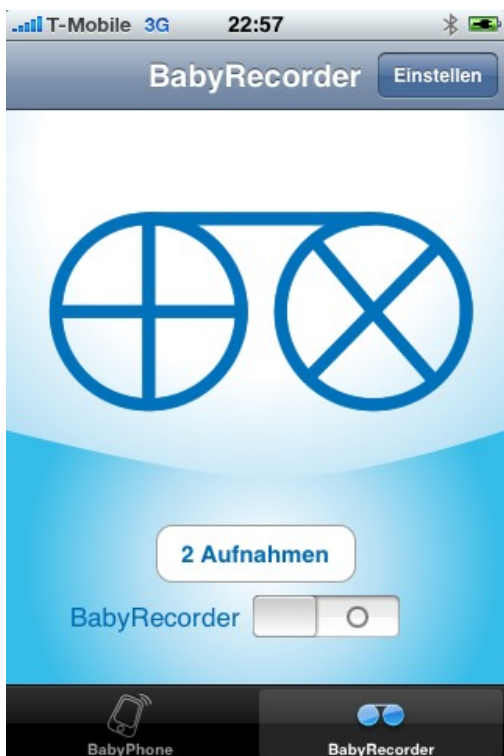 T-Mobile 3G 22:57
BabyRecorder Einstellen
2 Aufnahmen
BabyRecorder
BabyPhone BabyRecorder